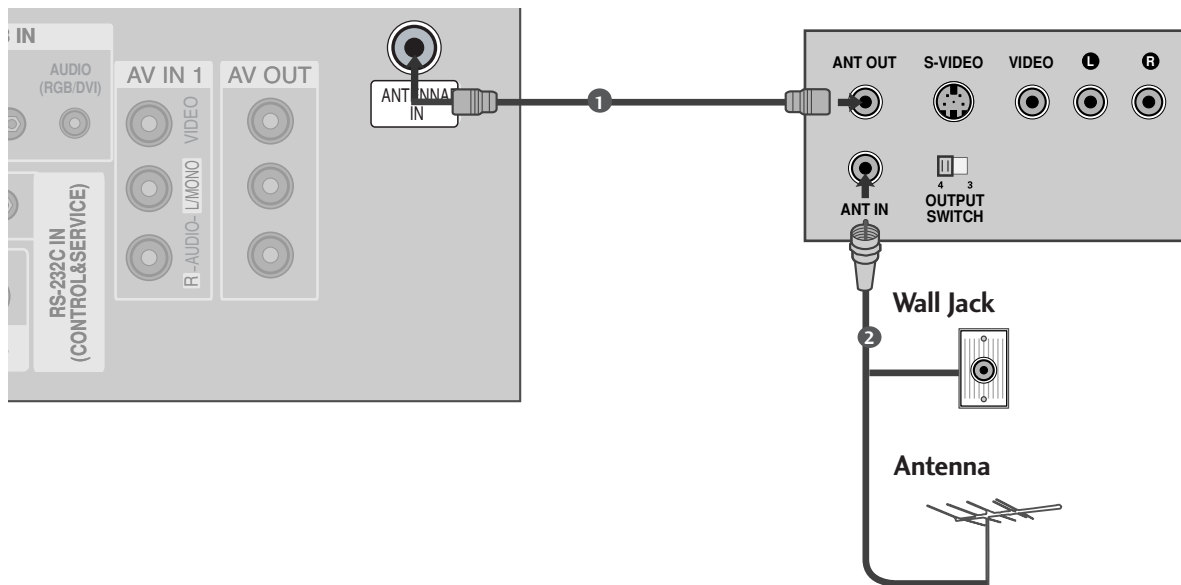 IN
AUDIO
(RGB/DVI)
AV IN 1
AV OUT
VIDEO
L/MONO
R
-AUDIO-
RS-232C IN
(CONTROL&SERVICE)
ANTENNA
IN
1
ANT OUT
S-VIDEO
VIDEO
L
R
ANT IN
4
3
OUTPUT
SWITCH
2
Wall Jack
Antenna